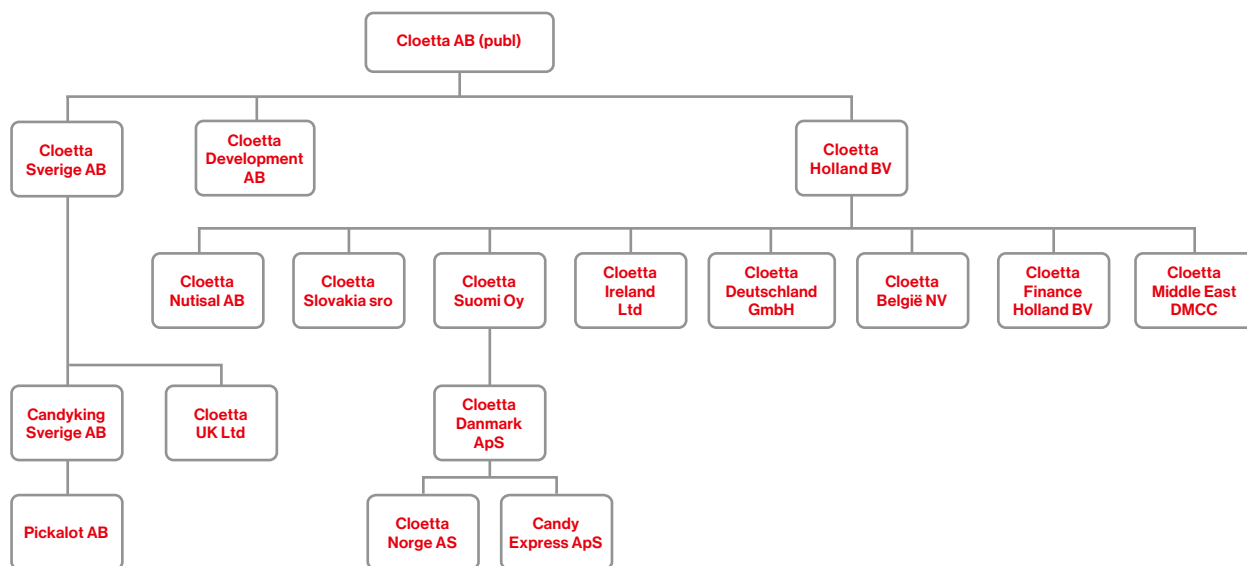 Cloetta AB (publ)
Cloetta
Sverige AB
Cloetta
Development
AB
Cloetta
Holland BV
Cloetta
Nutisal AB
Cloetta
Slovakia sro
Cloetta
Suomi Oy
Cloetta
Ireland
Ltd
Cloetta
Deutschland
GmbH
Cloetta
België NV
Cloetta
Finance
Holland BV
Cloetta
Middle East
DMCC
Candyking
Sverige AB
Cloetta
UK Ltd
Cloetta
Danmark
ApS
Pickalot AB
Cloetta
Norge AS
Candy
Express ApS